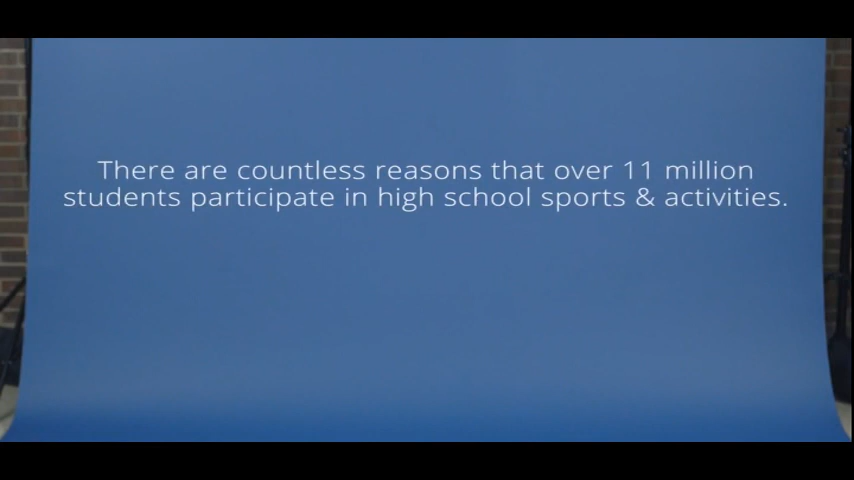 There are countless reasons that over 11 million
students participate in high school sports & activities.